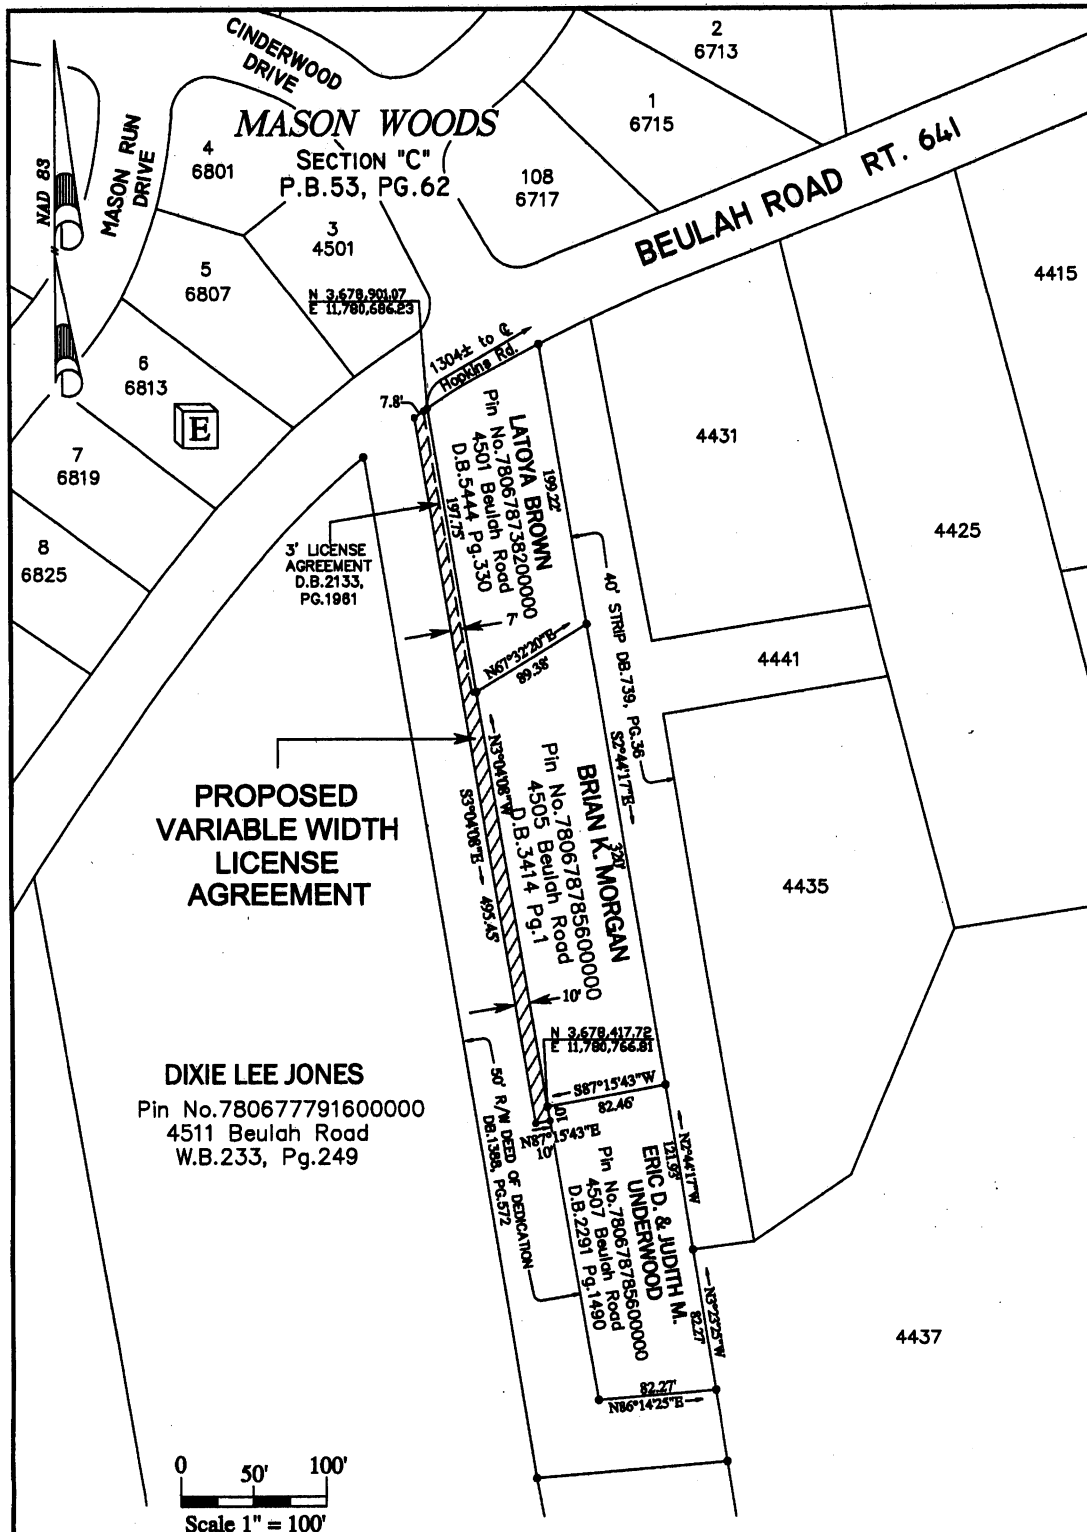 CINDERWOOD
DRIVE
2
6713
1
6715
MASON WOODS
SECTION "C"
P.B.53, PG.62
4
6801
108
6717
BEULAH ROAD RT. 641
NAD 83
MASON RUN
DRIVE
3
4501
5
6807
4415
N 3,678,901.07
E 11,780,686.23
1304± to ℄
Hopkins Rd.
6
6813
E
7.8'
7
6819
4431
LATOYA BROWN
Pin No.780678738200000
4501 Beulah Road
D.B.5444 Pg.330
199.22'
197.75'
4425
8
6825
3' LICENSE
AGREEMENT
D.B.2133,
PG.1981
7'
40' STRIP DB.739, PG.36
N67°32'20"E
89.38'
4441
S2°44'17"E
320'
PROPOSED
VARIABLE WIDTH
LICENSE
AGREEMENT
N3°04'08"W
S3°04'08"E
495.45'
BRIAN K. MORGAN
Pin No.780678785600000
4505 Beulah Road
D.B.3414 Pg.1
4435
10'
N 3,678,417.72
E 11,780,766.81
S87°15'43"W
82.46'
10'
N87°15'43"E
10'
DIXIE LEE JONES
Pin No.780677791600000
4511 Beulah Road
W.B.233, Pg.249
50' R/W DEED OF DEDICATION
DB.1388, PG.572
N2°44'17"W
121.93'
ERIC D. & JUDITH M.
UNDERWOOD
Pin No.780678785600000
4507 Beulah Road
D.B.2291 Pg.1490
N3°23'25"W
82.27'
4437
82.27'
N86°14'25"E
0 50' 100'
Scale 1" = 100'